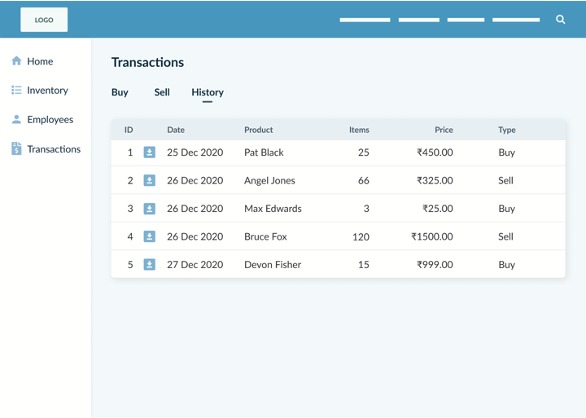 LOGO
Home
Inventory
Employees
Transactions
Transactions
Buy Sell History
ID Date Product Items Price Type
1 25 Dec 2020 Pat Black 25 ₹450.00 Buy
2 26 Dec 2020 Angel Jones 66 ₹325.00 Sell
3 26 Dec 2020 Max Edwards 3 ₹25.00 Buy
4 26 Dec 2020 Bruce Fox 120 ₹1500.00 Sell
5 27 Dec 2020 Devon Fisher 15 ₹999.00 Buy